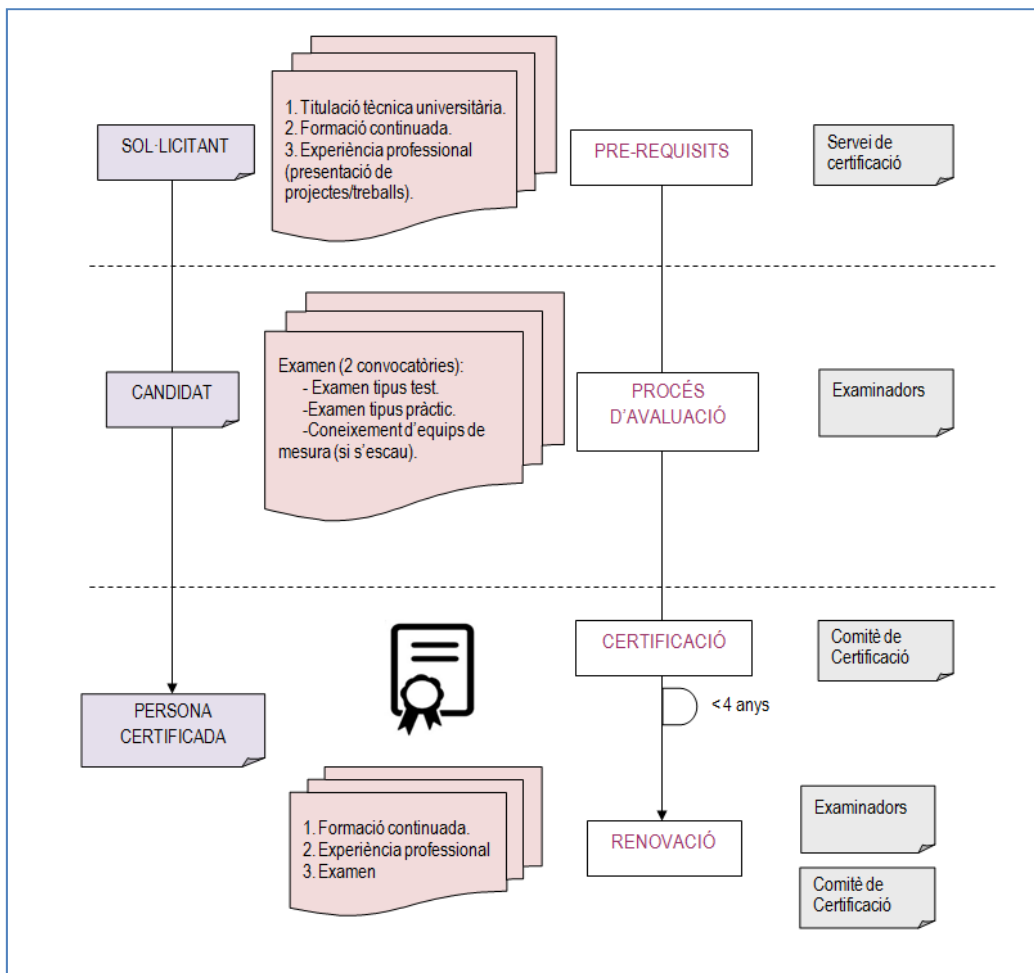 SOL·LICITANT
1. Titulació tècnica universitària.
2. Formació continuada.
3. Experiència professional
(presentació de
projectes/treballs).
PRE-REQUISITS
Servei de
certificació
CANDIDAT
Examen (2 convocatòries):
- Examen tipus test.
-Examen tipus pràctic.
-Coneixement d'equips de
mesura (si s'escau).
PROCÉS
D'AVALUACIÓ
Examinadors
PERSONA
CERTIFICADA
CERTIFICACIÓ
< 4 anys
Comitè de
Certificació
1. Formació continuada.
2. Experiència professional
3. Examen
RENOVACIÓ
Examinadors
Comitè de
Certificació